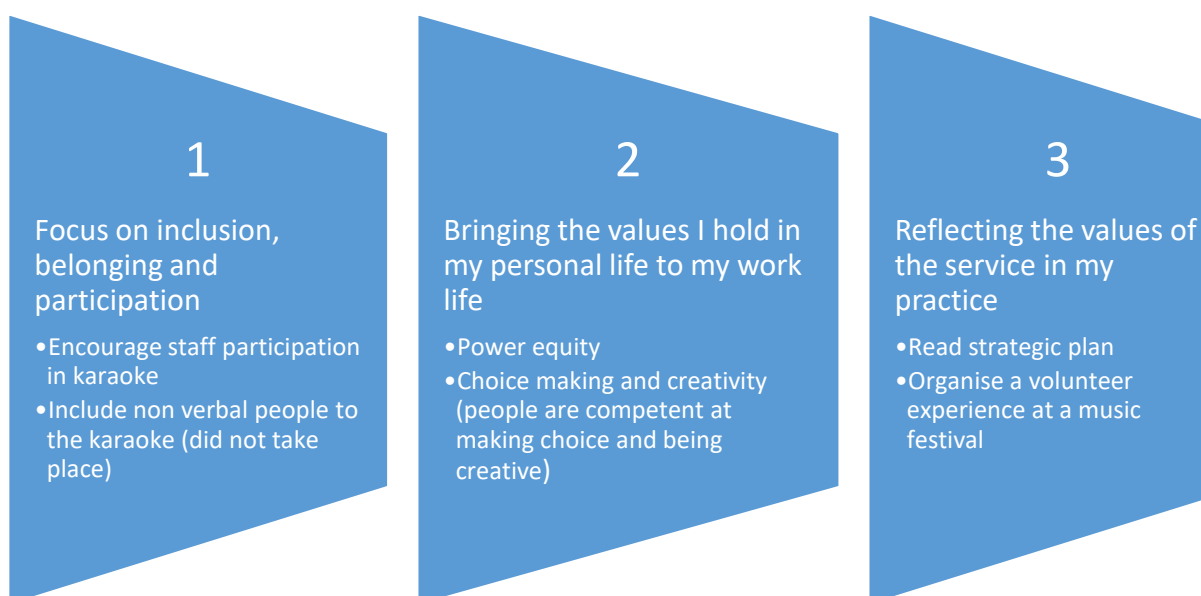 1
Focus on inclusion,
belonging and
participation
•Encourage staff participation
in karaoke
•Include non verbal people to
the karaoke (did not take
place)
2
Bringing the values I hold in
my personal life to my work
life
•Power equity
•Choice making and creativity
(people are competent at
making choice and being
creative)
3
Reflecting the values of
the service in my
practice
•Read strategic plan
•Organise a volunteer
experience at a music
festival